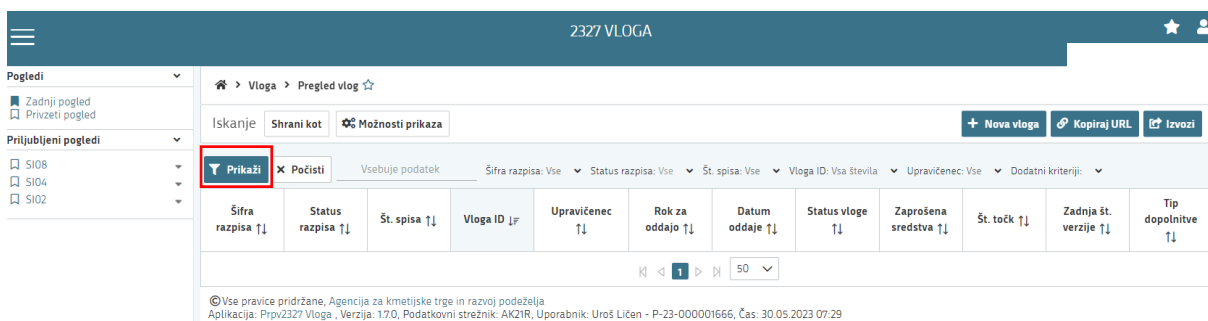 2327 VLOGA
Pogledi
Zadnji pogled
Privzeti pogled
Priljubljeni pogledi
SI08
SI04
SI02
Vloga > Pregled vlog
Iskanje Shrani kot Možnosti prikaza + Nova vloga Kopiraj URL Izvozi
Prikaži × Počisti Vsebuje podatek Šifra razpisa: Vse Status razpisa: Vse Št. spisa: Vse Vloga ID: Vsa števila Upravičenec: Vse Dodatni kriteriji:
Šifra razpisa Status razpisa Št. spisa Vloga ID Upravičenec Rok za oddajo Datum oddaje Status vloge Zaprošena sredstva Št. točk Zadnja št. verzije Tip dopolnitve
1 50
©Vse pravice pridržane, Agencija za kmetijske trge in razvoj podeželja
Aplikacija: Prpv2327 Vloga , Verzija: 1.7.0, Podatkovni strežnik: AK21R, Uporabnik: Uroš Ličen - P-23-000001666, Čas: 30.05.2023 07:29